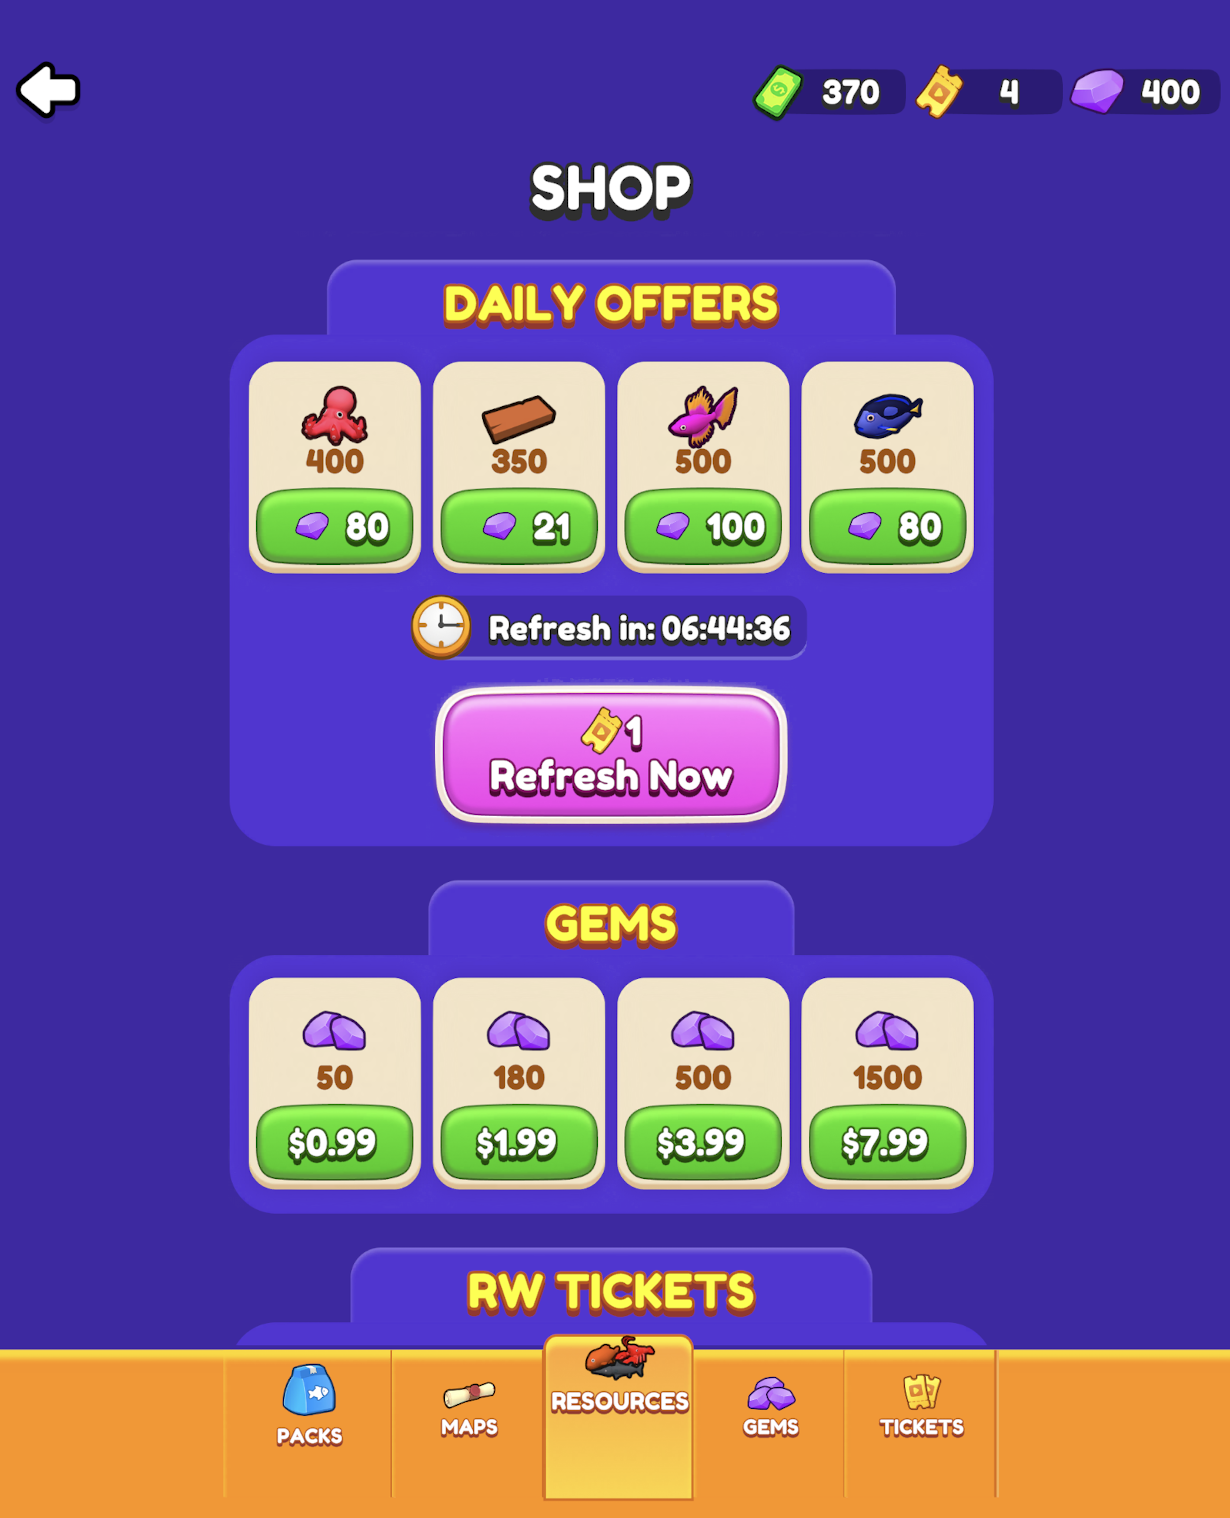 370 4 400
SHOP
DAILY OFFERS
400 350 500 500
80 21 100 80
Refresh in: 06:44:36
1
Refresh Now
GEMS
50 180 500 1500
$0.99 $1.99 $3.99 $7.99
RW TICKETS
PACKS MAPS RESOURCES GEMS TICKETS